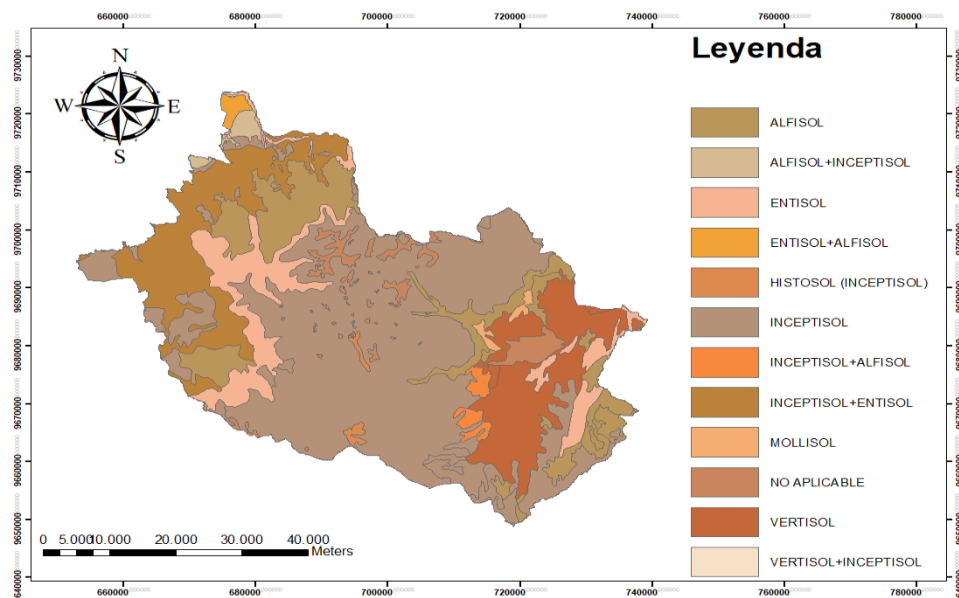 660000 680000 700000 720000 740000 760000 780000
Leyenda
N
W E
S
ALFISOL
ALFISOL+INCEPTISOL
ENTISOL
ENTISOL+ALFISOL
HISTOSOL (INCEPTISOL)
INCEPTISOL
INCEPTISOL+ALFISOL
INCEPTISOL+ENTISOL
MOLLISOL
NO APLICABLE
VERTISOL
VERTISOL+INCEPTISOL
9730000
9720000
9710000
9700000
9690000
9680000
9670000
9660000
9650000
0 5.000 10.000 20.000 30.000 40.000
Meters
660000 680000 700000 720000 740000 760000 780000